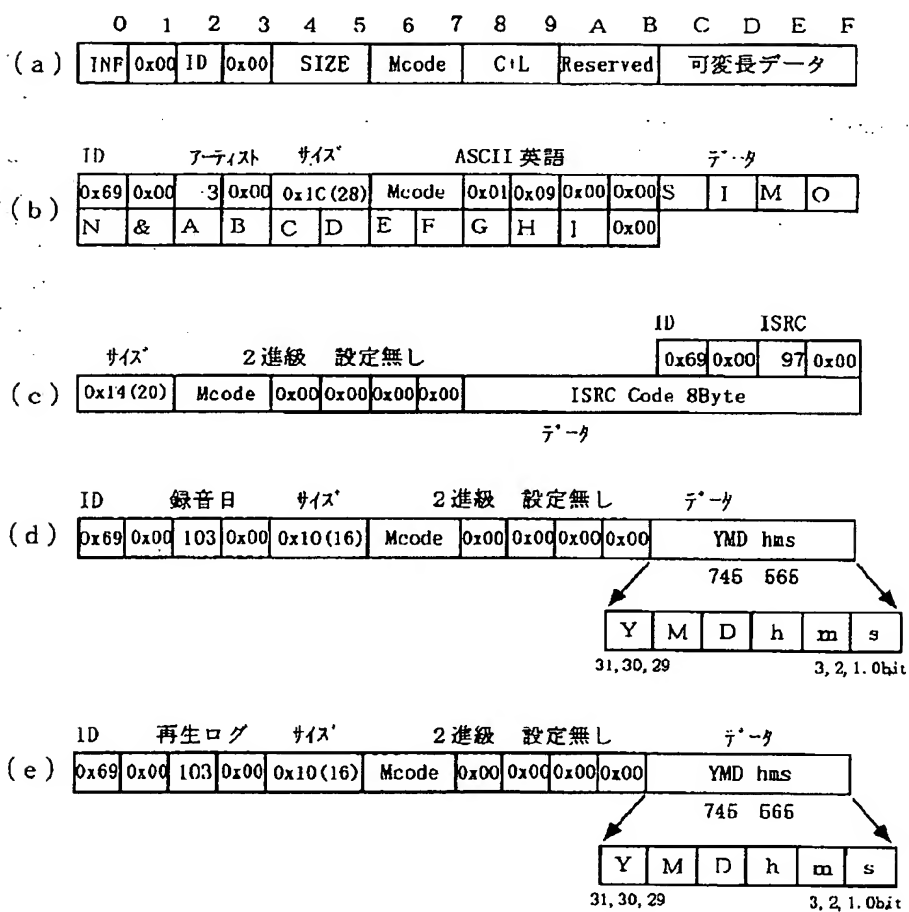 0 1 2 3 4 5 6 7 8 9 A B C D E F
(a) INF 0x00 ID 0x00 SIZE Mcode C+L Reserved 可変長データ
ID アーティスト サイズ ASCII 英語 データ
(b) 0x69 0x00 3 0x00 0x1C(28) Mcode 0x01 0x09 0x00 0x00 S I M O
N & A B C D E F G H I 0x00
ID ISRC
サイズ 2進級 設定無し 0x69 0x00 97 0x00
(c) 0x14(20) Mcode 0x00 0x00 0x00 0x00 ISRC Code 8Byte
データ
ID 録音日 サイズ 2進級 設定無し データ
(d) 0x69 0x00 103 0x00 0x10(16) Mcode 0x00 0x00 0x00 0x00 YMD hms
745 565
Y M D h m s
31,30,29 3,2,1.0bit
ID 再生ログ サイズ 2進級 設定無し データ
(e) 0x69 0x00 103 0x00 0x10(16) Mcode 0x00 0x00 0x00 0x00 YMD hms
745 565
Y M D h m s
31,30,29 3,2,1.0bit